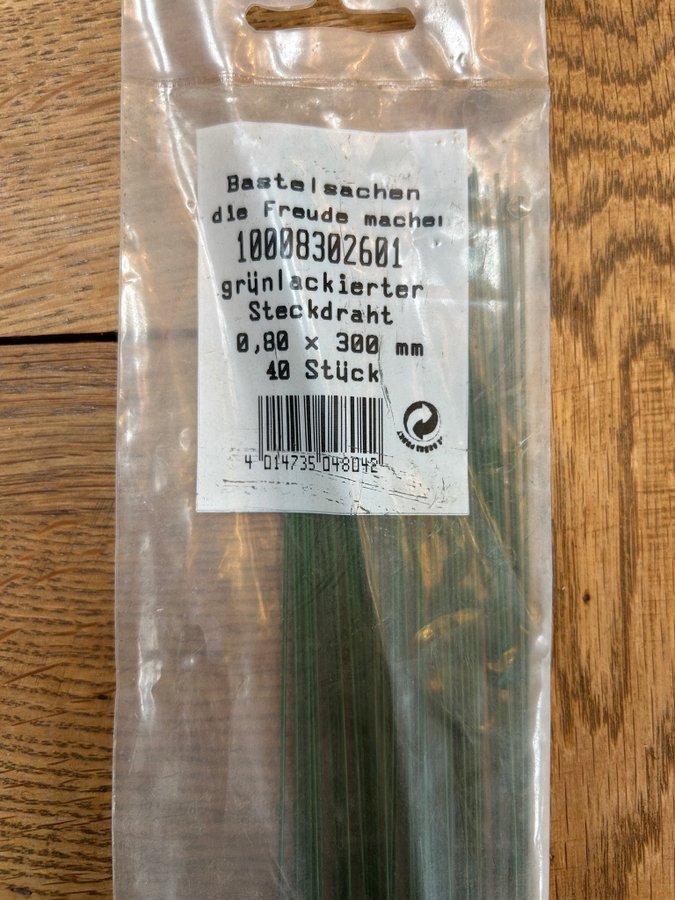 Bastelsachen
die Freude machen
10008302601
grünlackierter
Steckdraht
0,80 x 300 mm
40 Stück
4 014735 048042